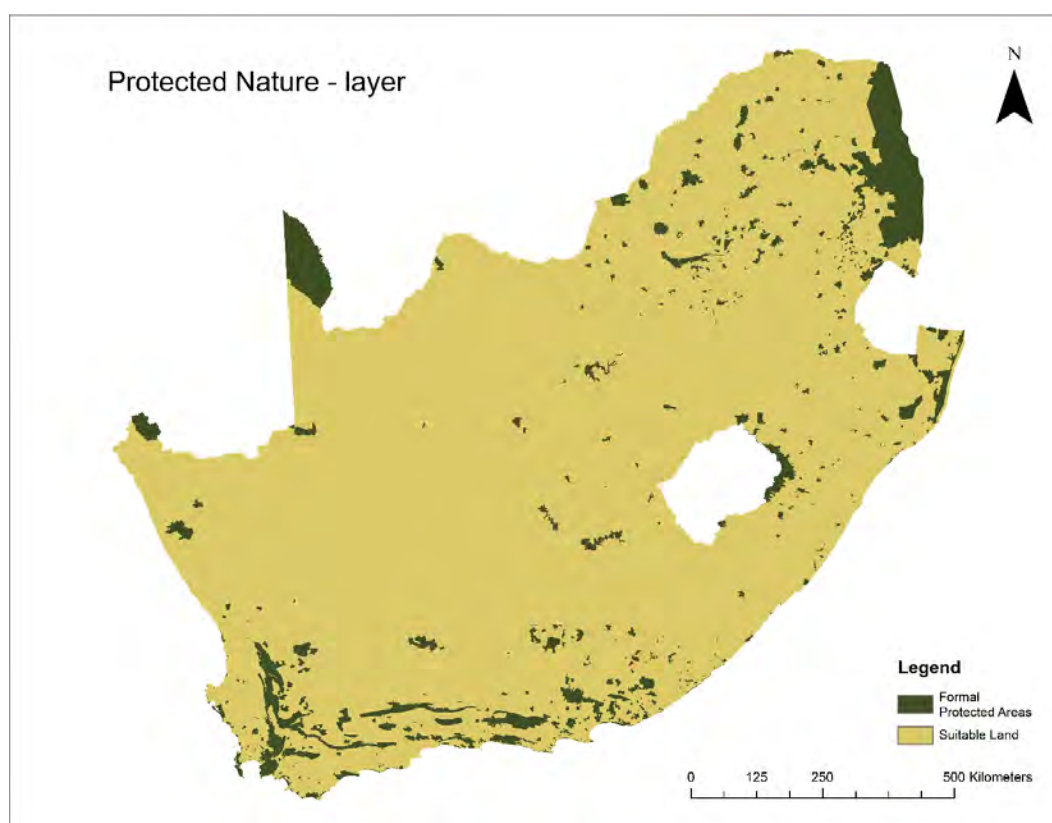 Protected Nature - layer
N
Legend
Formal
Protected Areas
Suitable Land
0 125 250 500 Kilometers